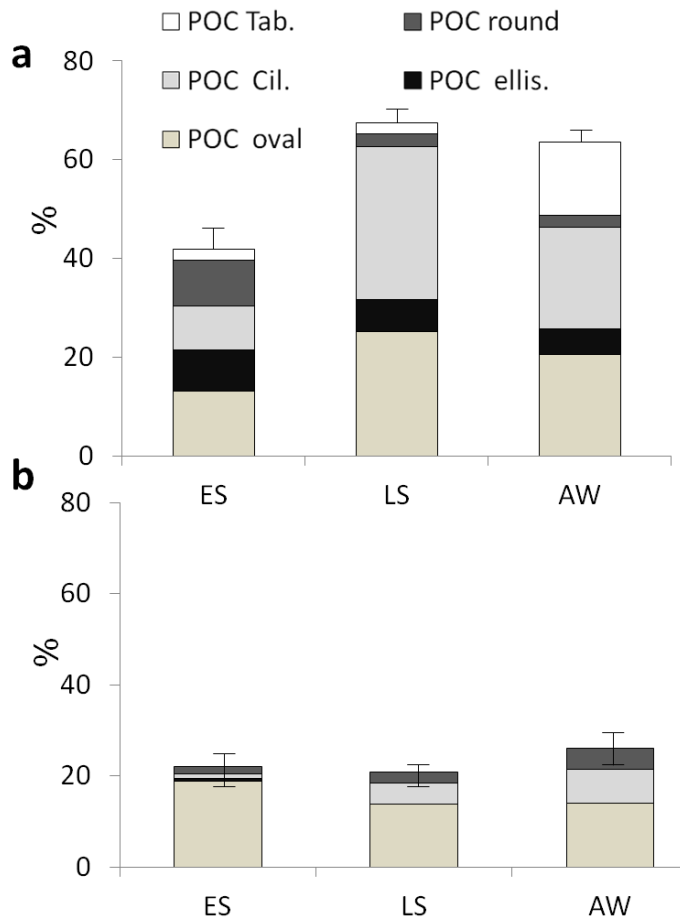 POC Tab. POC round
a
80
POC Cil. POC ellis.
POC oval
60
%
40
20
0
ES LS AW
b
80
60
%
40
20
0
ES LS AW